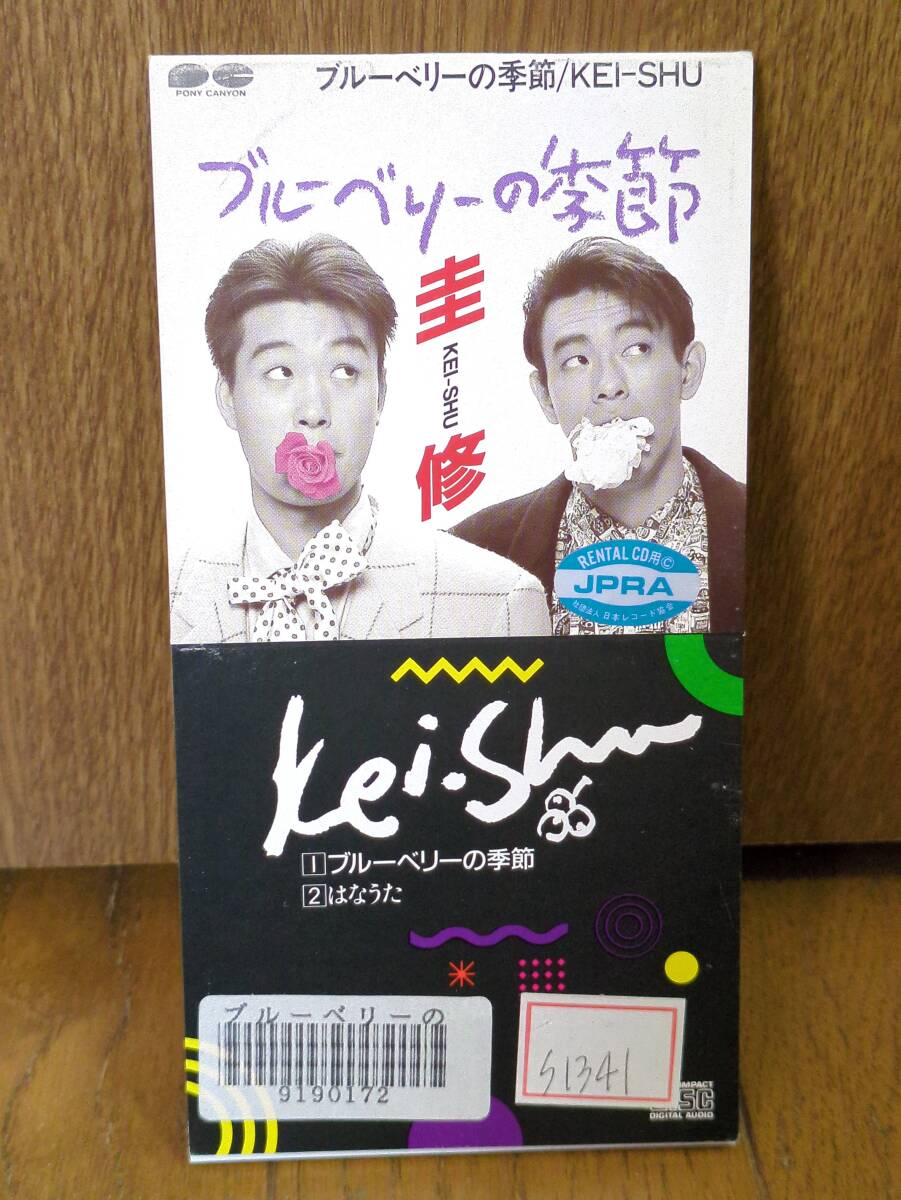 PONY CANYON
ブルーベリーの季節/KEI-SHU
ブルーベリーの季節
圭
KEI-SHU
修
RENTAL CD用©
JPRA
社団法人 日本レコード協会
Kei.Shu
1 ブルーベリーの季節
2 はなうた
ブルーベリーの
9190172
S1341
DIGITAL AUDIO